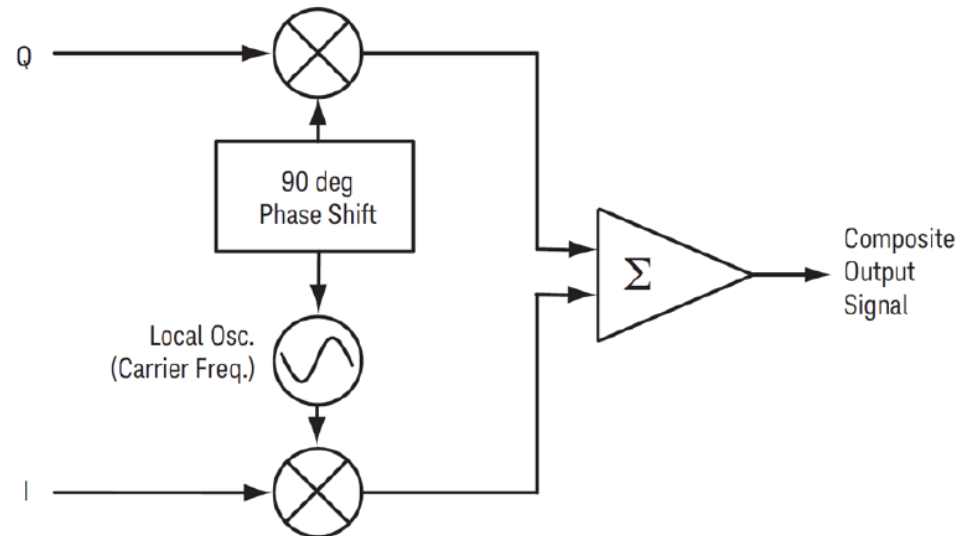 Q
90 deg
Phase Shift
Local Osc.
(Carrier Freq.)
Σ
Composite
Output
Signal
I